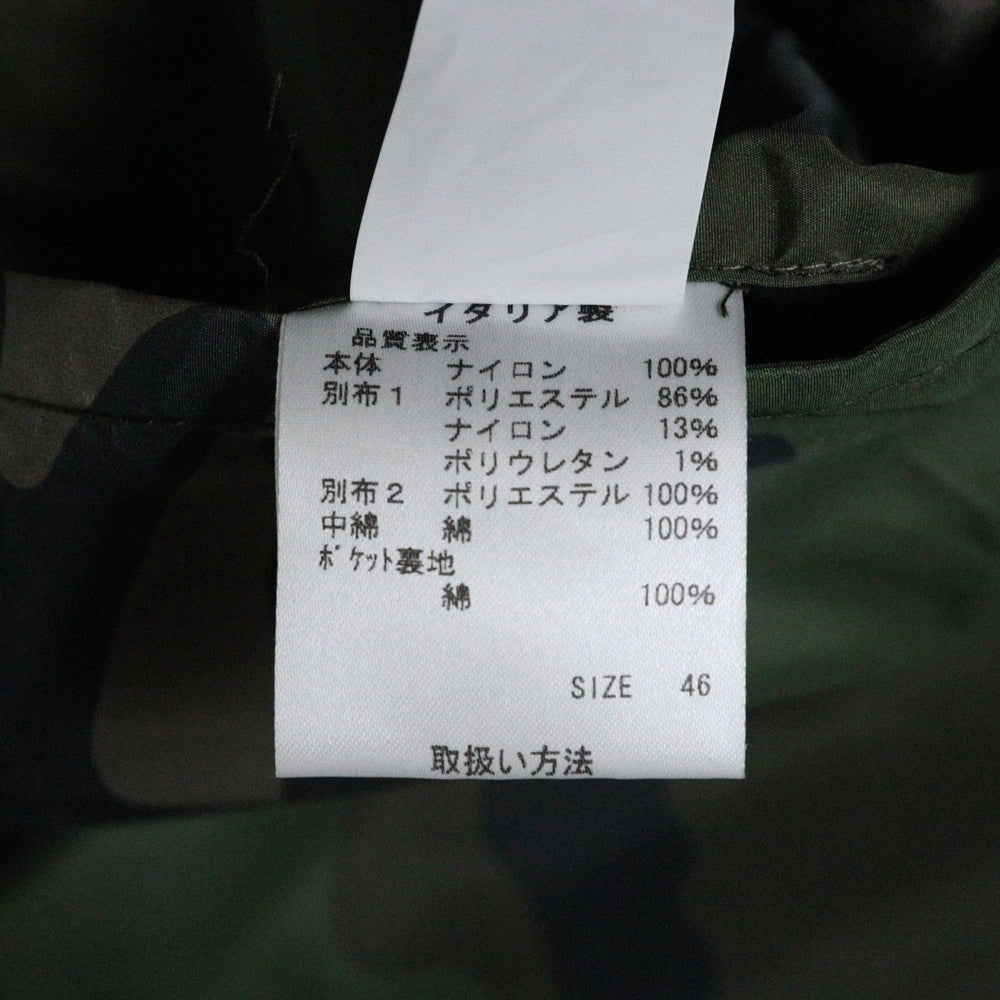 イタリア製
品質表示
本体 ナイロン 100%
別布1 ポリエステル 86%
ナイロン 13%
ポリウレタン 1%
別布2 ポリエステル 100%
中綿 綿 100%
ﾎﾟｹｯﾄ裏地
綿 100%
SIZE 46
取扱い方法